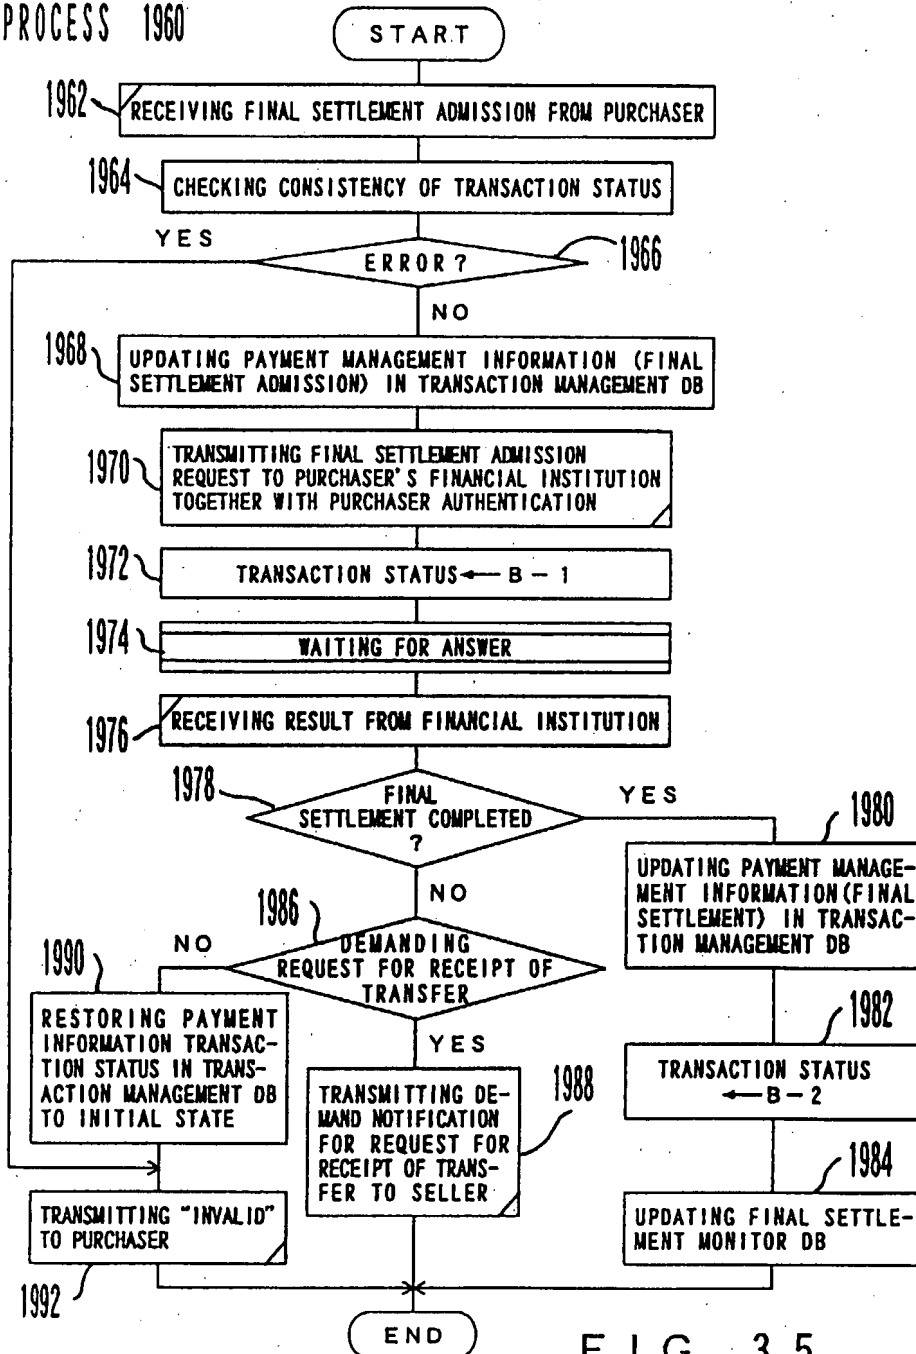 PROCESS 1960
START
1962
RECEIVING FINAL SETTLEMENT ADMISSION FROM PURCHASER
1964
CHECKING CONSISTENCY OF TRANSACTION STATUS
YES
ERROR?
1966
NO
1968
UPDATING PAYMENT MANAGEMENT INFORMATION (FINAL
SETTLEMENT ADMISSION) IN TRANSACTION MANAGEMENT DB
1970
TRANSMITTING FINAL SETTLEMENT ADMISSION
REQUEST TO PURCHASER'S FINANCIAL INSTITUTION
TOGETHER WITH PURCHASER AUTHENTICATION
1972
TRANSACTION STATUS ← B - 1
1974
WAITING FOR ANSWER
1976
RECEIVING RESULT FROM FINANCIAL INSTITUTION
1978
FINAL
SETTLEMENT COMPLETED
?
YES
1980
UPDATING PAYMENT MANAGE-
MENT INFORMATION (FINAL
SETTLEMENT) IN TRANSAC-
TION MANAGEMENT DB
NO
1986
DEMANDING
REQUEST FOR RECEIPT OF
TRANSFER
NO
1990
RESTORING PAYMENT
INFORMATION TRANSAC-
TION STATUS IN TRANS-
ACTION MANAGEMENT DB
TO INITIAL STATE
YES
1988
TRANSMITTING DE-
MAND NOTIFICATION
FOR REQUEST FOR
RECEIPT OF TRANS-
FER TO SELLER
1982
TRANSACTION STATUS
← B - 2
1984
UPDATING FINAL SETTLE-
MENT MONITOR DB
TRANSMITTING "INVALID"
TO PURCHASER
1992
END
FIG. 35